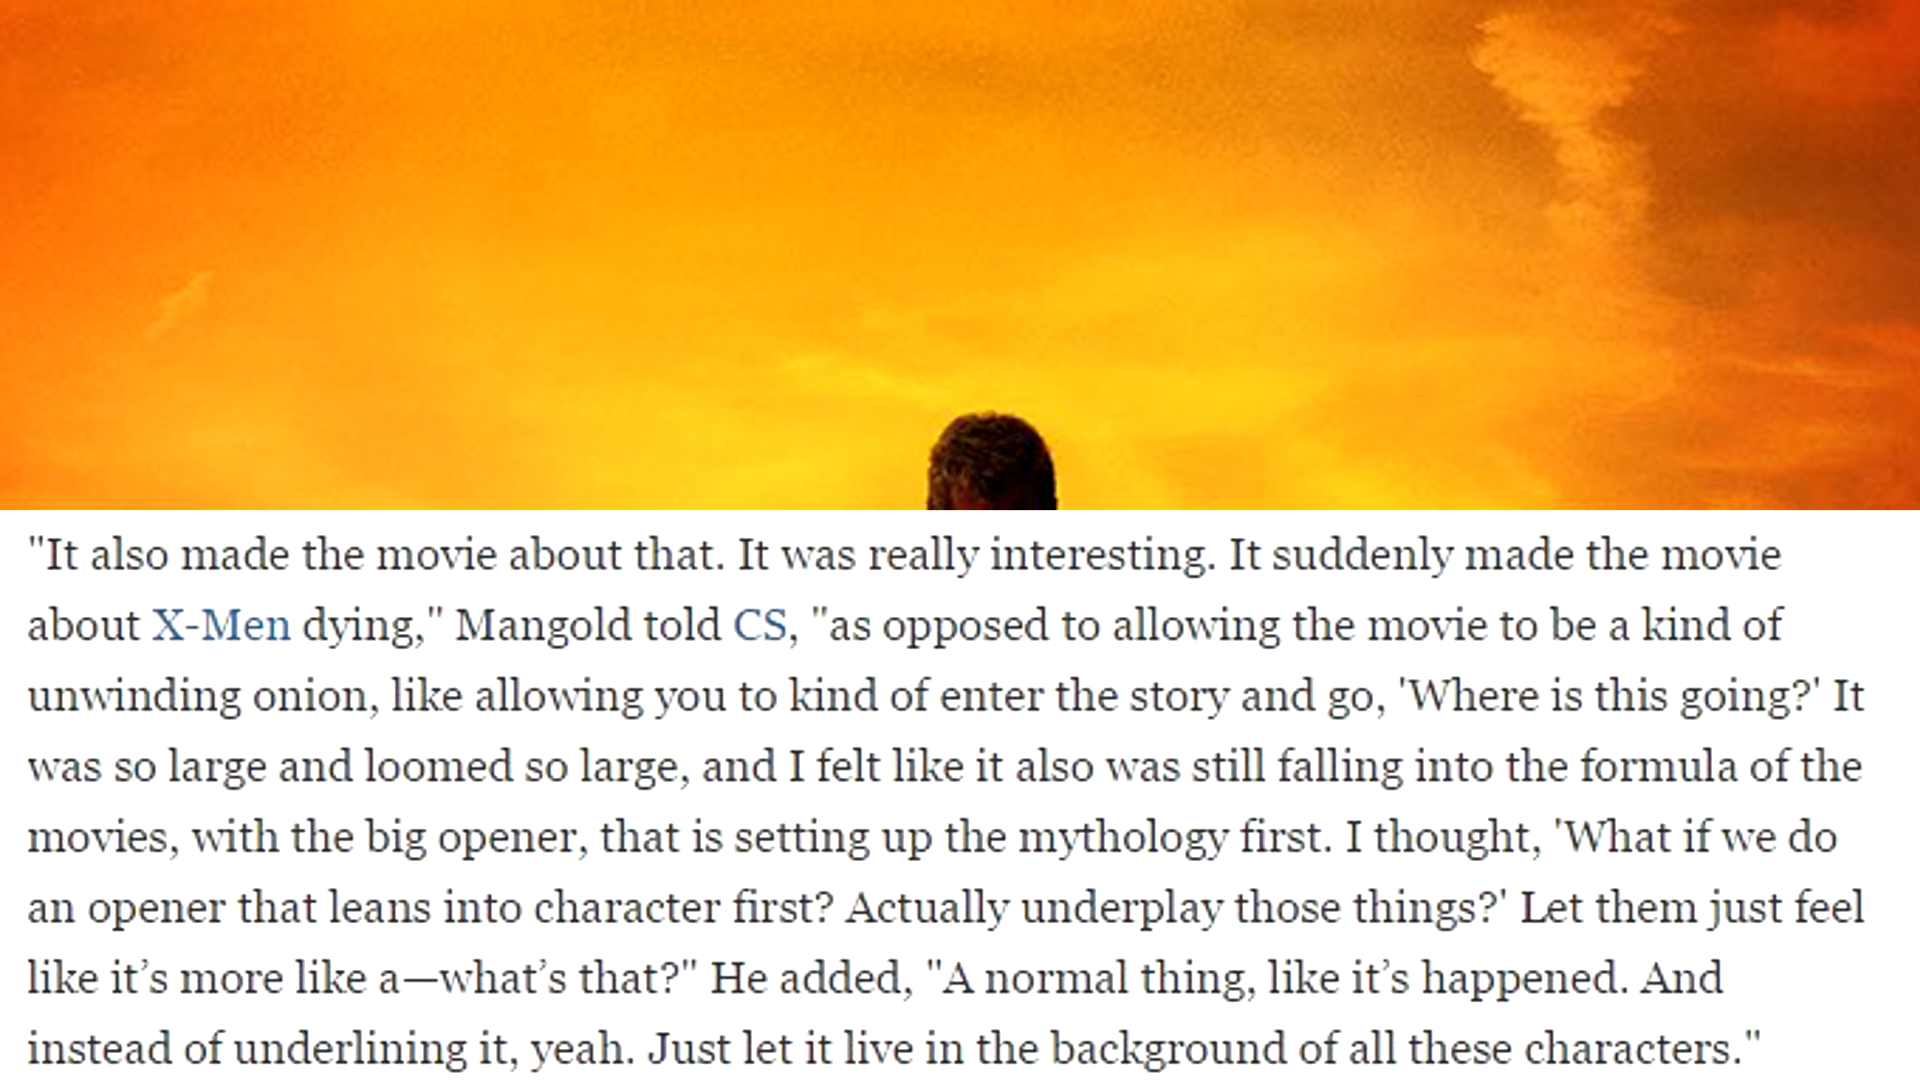 "It also made the movie about that. It was really interesting. It suddenly made the movie
about X-Men dying," Mangold told CS, "as opposed to allowing the movie to be a kind of
unwinding onion, like allowing you to kind of enter the story and go, 'Where is this going?' It
was so large and loomed so large, and I felt like it also was still falling into the formula of the
movies, with the big opener, that is setting up the mythology first. I thought, 'What if we do
an opener that leans into character first? Actually underplay those things?' Let them just feel
like it’s more like a—what’s that?" He added, "A normal thing, like it’s happened. And
instead of underlining it, yeah. Just let it live in the background of all these characters."